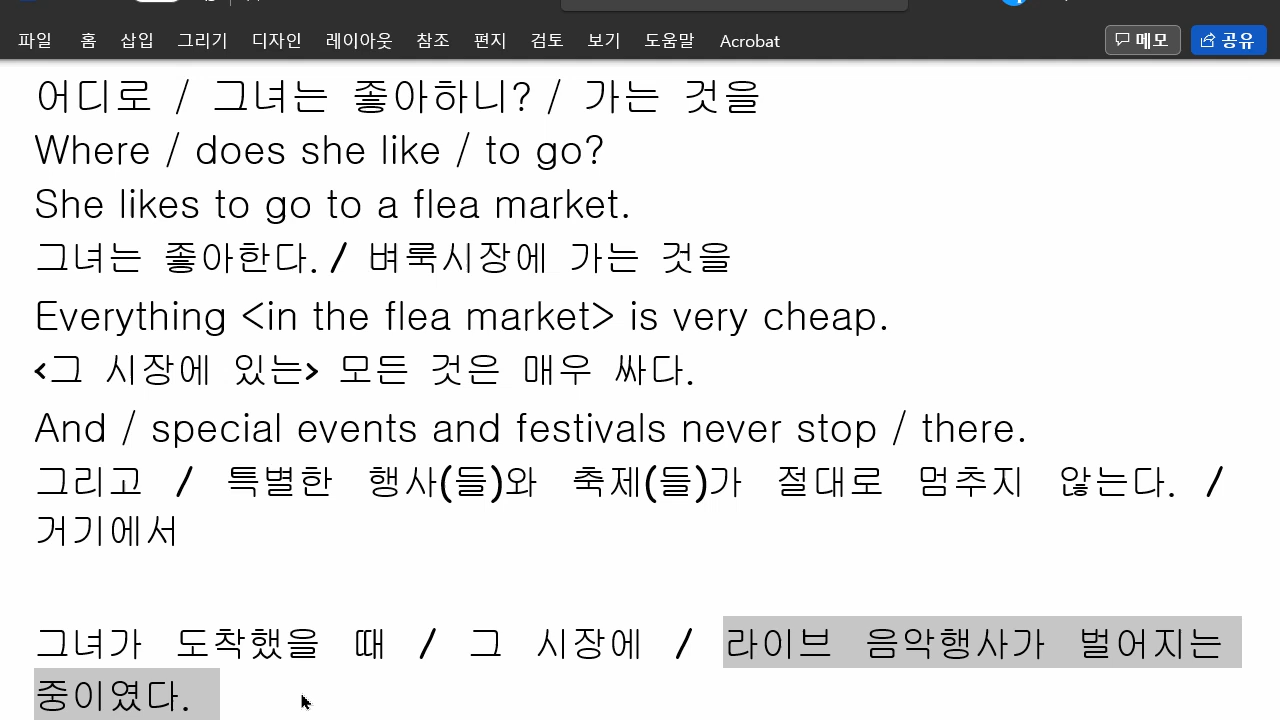 파일 홈 삽입 그리기 디자인 레이아웃 참조 편지 검토 보기 도움말 Acrobat 메모 공유
어디로 / 그녀는 좋아하니? / 가는 것을
Where / does she like / to go?
She likes to go to a flea market.
그녀는 좋아한다. / 벼룩시장에 가는 것을
Everything <in the flea market> is very cheap.
<그 시장에 있는> 모든 것은 매우 싸다.
And / special events and festivals never stop / there.
그리고 / 특별한 행사(들)와 축제(들)가 절대로 멈추지 않는다. /
거기에서
그녀가 도착했을 때 / 그 시장에 / 라이브 음악행사가 벌어지는
중이였다.